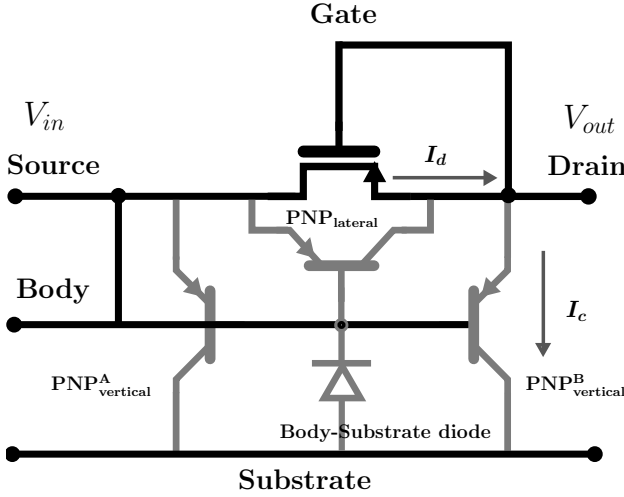 Gate
V_in
V_out
Source
I_d
Drain
PNP_lateral
Body
I_c
PNP^A_vertical
PNP^B_vertical
Body-Substrate diode
Substrate